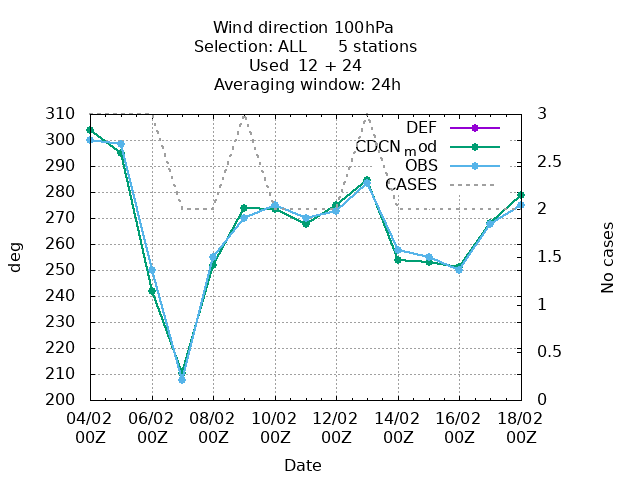 Wind direction 100hPa
Selection: ALL 5 stations
Used 12 + 24
Averaging window: 24h
310
300
290
280
270
260
250
240
230
220
210
200
3
2.5
2
1.5
1
0.5
0
DEF
CDCN_mod
OBS
CASES
deg
No cases
04/02 06/02 08/02 10/02 12/02 14/02 16/02 18/02
00Z 00Z 00Z 00Z 00Z 00Z 00Z 00Z
Date